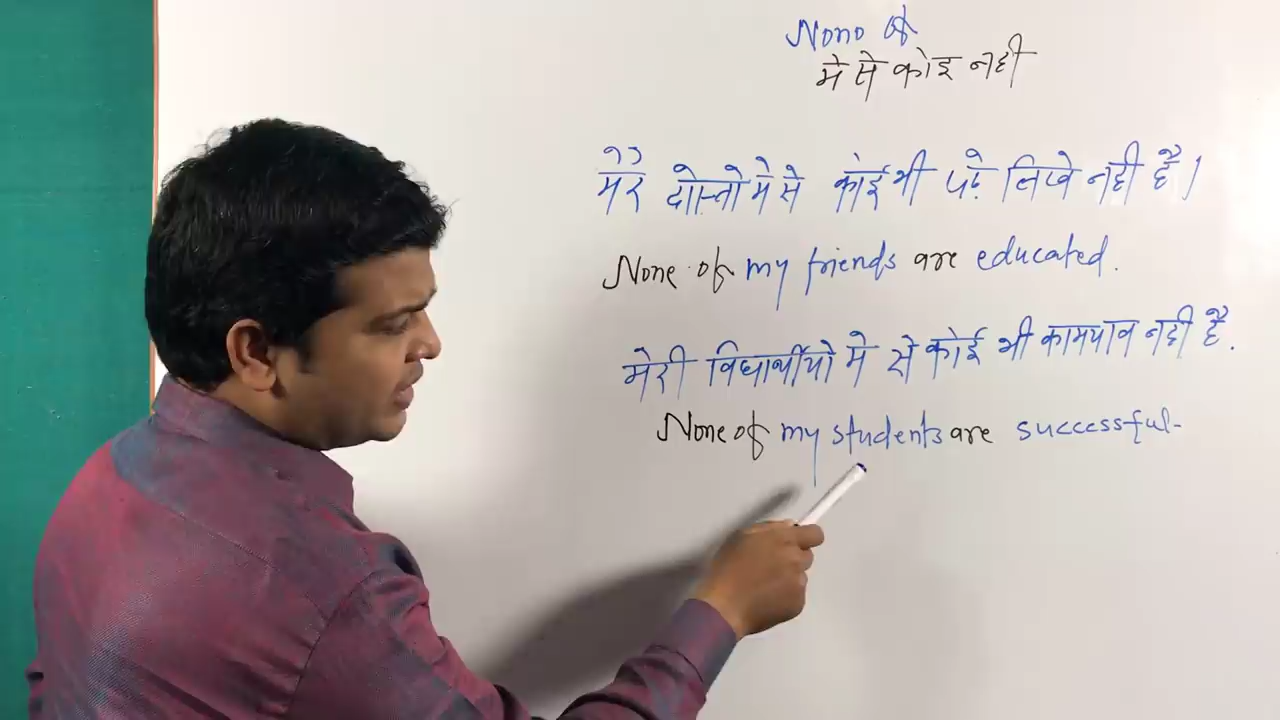 None of
मे से कोइ नही
मेरे दोस्तो मे से कोई भी पढ़े लिखे नही है।
None of my friends are educated.
मेरी विधार्थीयो मे से कोई भी कामयाब नही है.
None of my students are successful-